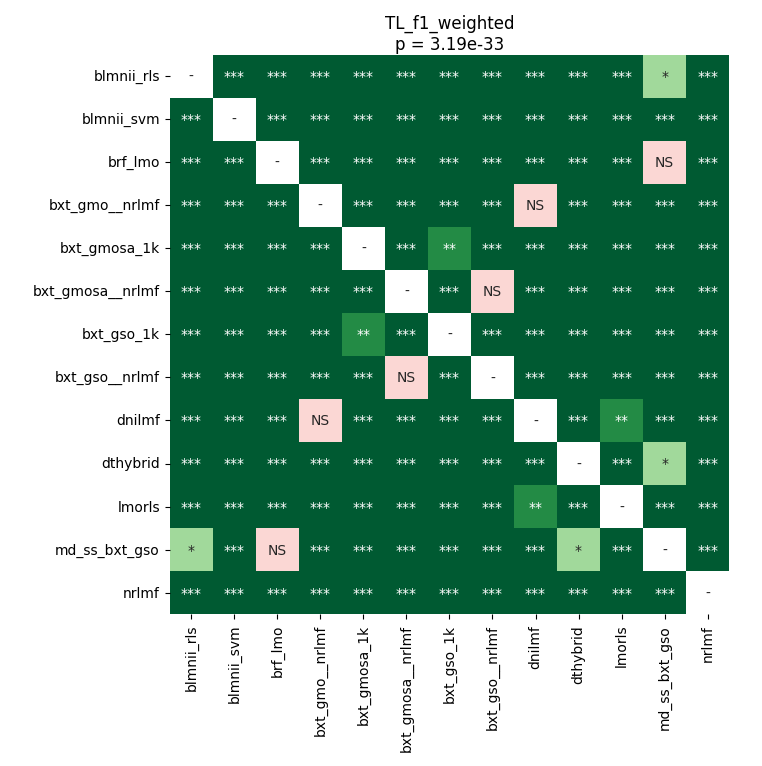 TL_f1_weighted
p = 3.19e-33
blmnii_rls - *** *** *** *** *** *** *** *** *** *** * ***
blmnii_svm *** - *** *** *** *** *** *** *** *** *** *** ***
brf_lmo *** *** - *** *** *** *** *** *** *** *** NS ***
bxt_gmo__nrlmf *** *** *** - *** *** *** *** NS *** *** *** ***
bxt_gmosa_1k *** *** *** *** - *** ** *** *** *** *** *** ***
bxt_gmosa__nrlmf *** *** *** *** *** - *** NS *** *** *** *** ***
bxt_gso_1k *** *** *** *** ** *** - *** *** *** *** *** ***
bxt_gso__nrlmf *** *** *** *** *** NS *** - *** *** *** *** ***
dnilmf *** *** *** NS *** *** *** *** - *** ** *** ***
dthybrid *** *** *** *** *** *** *** *** *** - *** * ***
lmorls *** *** *** *** *** *** *** *** ** *** - *** ***
md_ss_bxt_gso * *** NS *** *** *** *** *** *** * *** - ***
nrlmf *** *** *** *** *** *** *** *** *** *** *** *** -
blmnii_rls
blmnii_svm
brf_lmo
bxt_gmo__nrlmf
bxt_gmosa_1k
bxt_gmosa__nrlmf
bxt_gso_1k
bxt_gso__nrlmf
dnilmf
dthybrid
lmorls
md_ss_bxt_gso
nrlmf